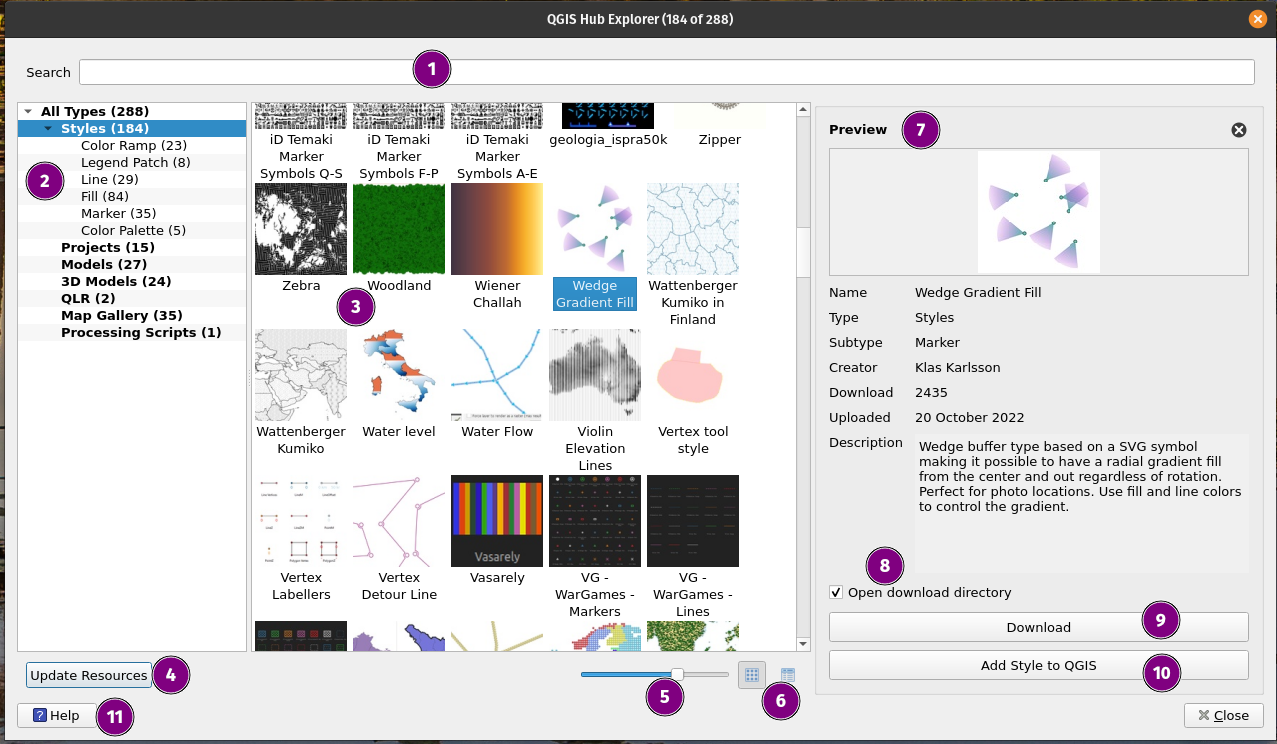 QGIS Hub Explorer (184 of 288)
Search
1
All Types (288)
Styles (184)
Color Ramp (23)
Legend Patch (8)
Line (29)
Fill (84)
Marker (35)
Color Palette (5)
Projects (15)
Models (27)
3D Models (24)
QLR (2)
Map Gallery (35)
Processing Scripts (1)
2
iD Temaki
Marker
Symbols Q-S
iD Temaki
Marker
Symbols F-P
iD Temaki
Marker
Symbols A-E
geologia_ispra50k
Zipper
Zebra
Woodland
Wiener
Challah
Wedge
Gradient Fill
Wattenberger
Kumiko in
Finland
3
Wattenberger
Kumiko
Water level
Water Flow
Violin
Elevation
Lines
Vertex tool
style
Vertex
Labellers
Vertex
Detour Line
Vasarely
Vasarely
VG -
WarGames -
Markers
VG -
WarGames -
Lines
Update Resources
4
5
6
Help
11
Preview
7
Name
Wedge Gradient Fill
Type
Styles
Subtype
Marker
Creator
Klas Karlsson
Download
2435
Uploaded
20 October 2022
Description
Wedge buffer type based on a SVG symbol
making it possible to have a radial gradient fill
from the center and out regardless of rotation.
Perfect for photo locations. Use fill and line colors
to control the gradient.
8
Open download directory
Download
9
Add Style to QGIS
10
Close